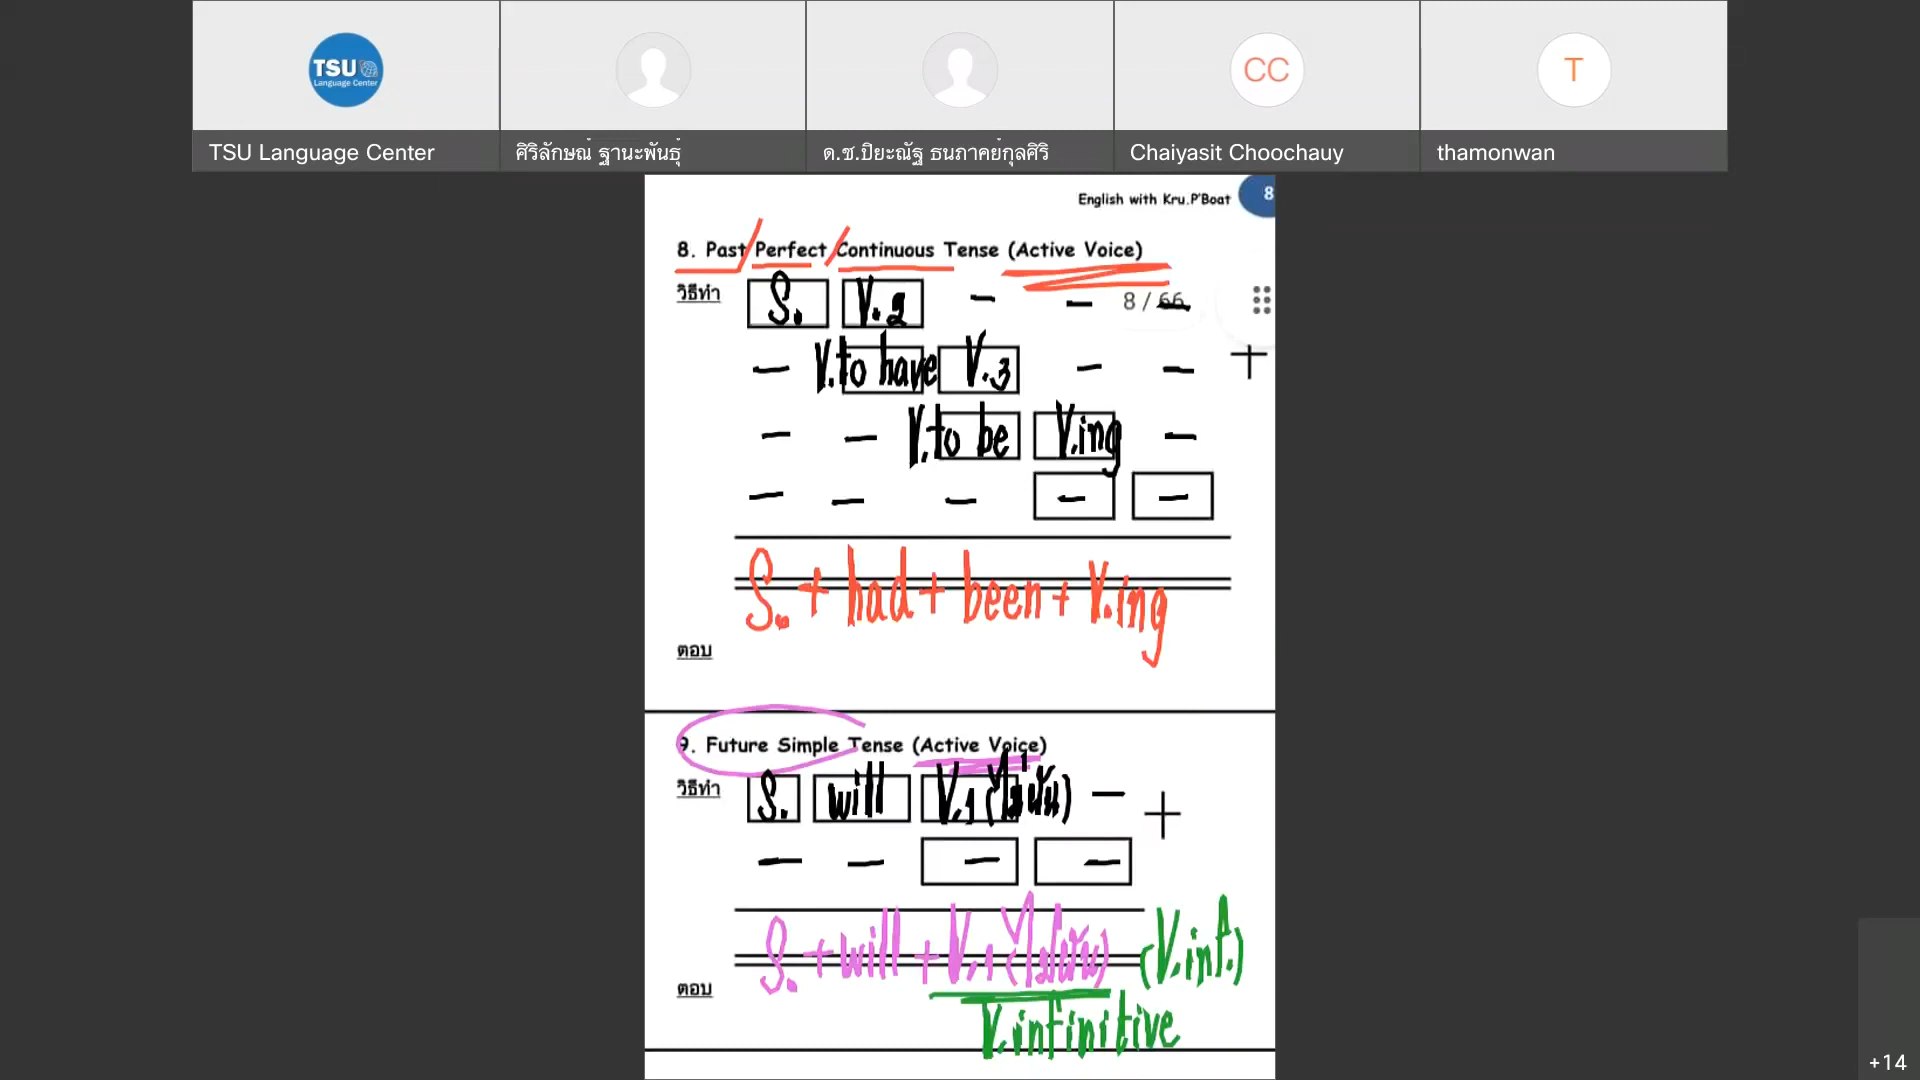 TSU
Language Center
CC
T
TSU Language Center
ศิริลักษณ์ ฐานะพันธุ์
ด.ช.ปิยะณัฐ ธนภาคย์กุลศิริ
Chaiyasit Choochauy
thamonwan
English with Kru.P'Boat
8
8. Past/Perfect/Continuous Tense (Active Voice)
วิธีทำ S. V.2 - -
8 / 66
- V.to have V.3 - - +
- - V.to be V.ing -
- - - - -
S. + had + been + V.ing
ตอบ
9. Future Simple Tense (Active Voice)
วิธีทำ S. will V.1 (ไม่ผัน) - +
- - - -
S. + will + V.1 (ไม่ผัน) (V.inf.)
ตอบ
V.infinitive
+14